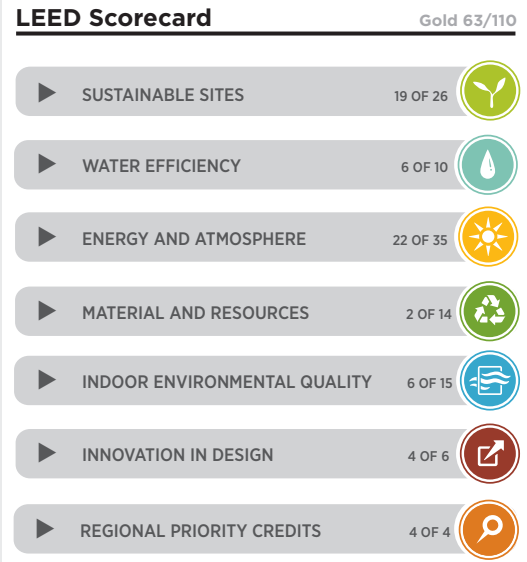 LEED Scorecard Gold 63/110
SUSTAINABLE SITES 19 OF 26
WATER EFFICIENCY 6 OF 10
ENERGY AND ATMOSPHERE 22 OF 35
MATERIAL AND RESOURCES 2 OF 14
INDOOR ENVIRONMENTAL QUALITY 6 OF 15
INNOVATION IN DESIGN 4 OF 6
REGIONAL PRIORITY CREDITS 4 OF 4